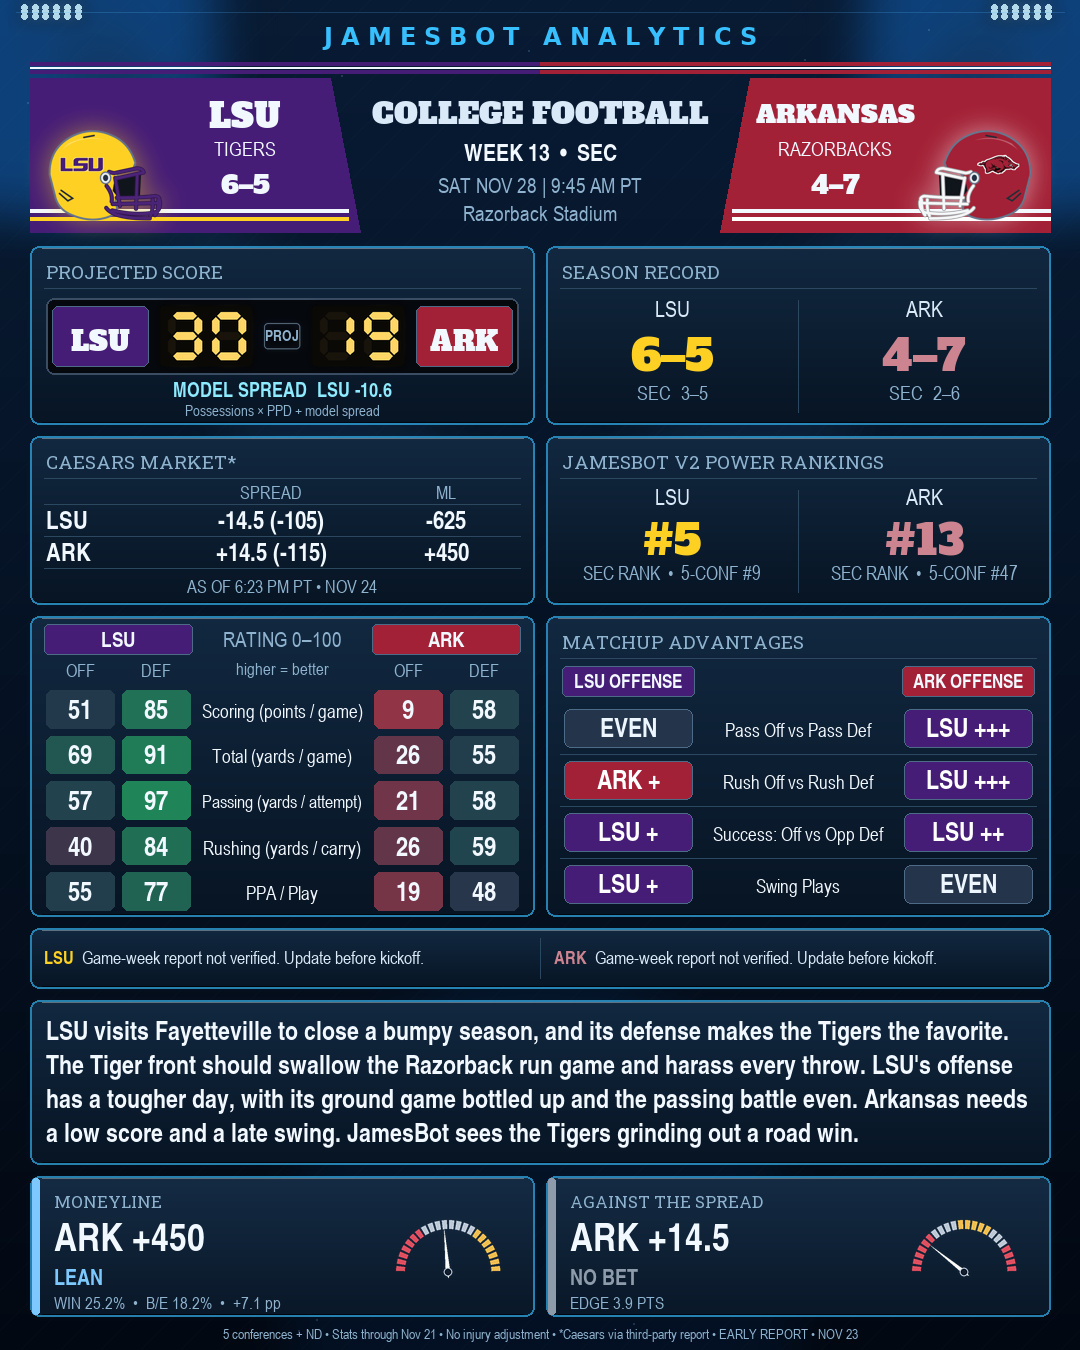 JAMESBOT ANALYTICS
LSU
TIGERS
6–5
LSU
COLLEGE FOOTBALL
WEEK 13 • SEC
SAT NOV 28 | 9:45 AM PT
Razorback Stadium
ARKANSAS
RAZORBACKS
4–7
PROJECTED SCORE
LSU 30 PROJ 19 ARK
MODEL SPREAD LSU -10.6
Possessions × PPD + model spread
SEASON RECORD
LSU ARK
6–5 4–7
SEC 3–5 SEC 2–6
CAESARS MARKET*
SPREAD ML
LSU -14.5 (-105) -625
ARK +14.5 (-115) +450
AS OF 6:23 PM PT • NOV 24
JAMESBOT V2 POWER RANKINGS
LSU ARK
#5 #13
SEC RANK • 5-CONF #9 SEC RANK • 5-CONF #47
LSU RATING 0–100 ARK
OFF DEF higher = better OFF DEF
51 85 Scoring (points / game) 9 58
69 91 Total (yards / game) 26 55
57 97 Passing (yards / attempt) 21 58
40 84 Rushing (yards / carry) 26 59
55 77 PPA / Play 19 48
MATCHUP ADVANTAGES
LSU OFFENSE ARK OFFENSE
EVEN Pass Off vs Pass Def LSU +++
ARK + Rush Off vs Rush Def LSU +++
LSU + Success: Off vs Opp Def LSU ++
LSU + Swing Plays EVEN
LSU Game-week report not verified. Update before kickoff.
ARK Game-week report not verified. Update before kickoff.
LSU visits Fayetteville to close a bumpy season, and its defense makes the Tigers the favorite.
The Tiger front should swallow the Razorback run game and harass every throw. LSU's offense
has a tougher day, with its ground game bottled up and the passing battle even. Arkansas needs
a low score and a late swing. JamesBot sees the Tigers grinding out a road win.
MONEYLINE
ARK +450
LEAN
WIN 25.2% • B/E 18.2% • +7.1 pp
AGAINST THE SPREAD
ARK +14.5
NO BET
EDGE 3.9 PTS
5 conferences + ND • Stats through Nov 21 • No injury adjustment • *Caesars via third-party report • EARLY REPORT • NOV 23